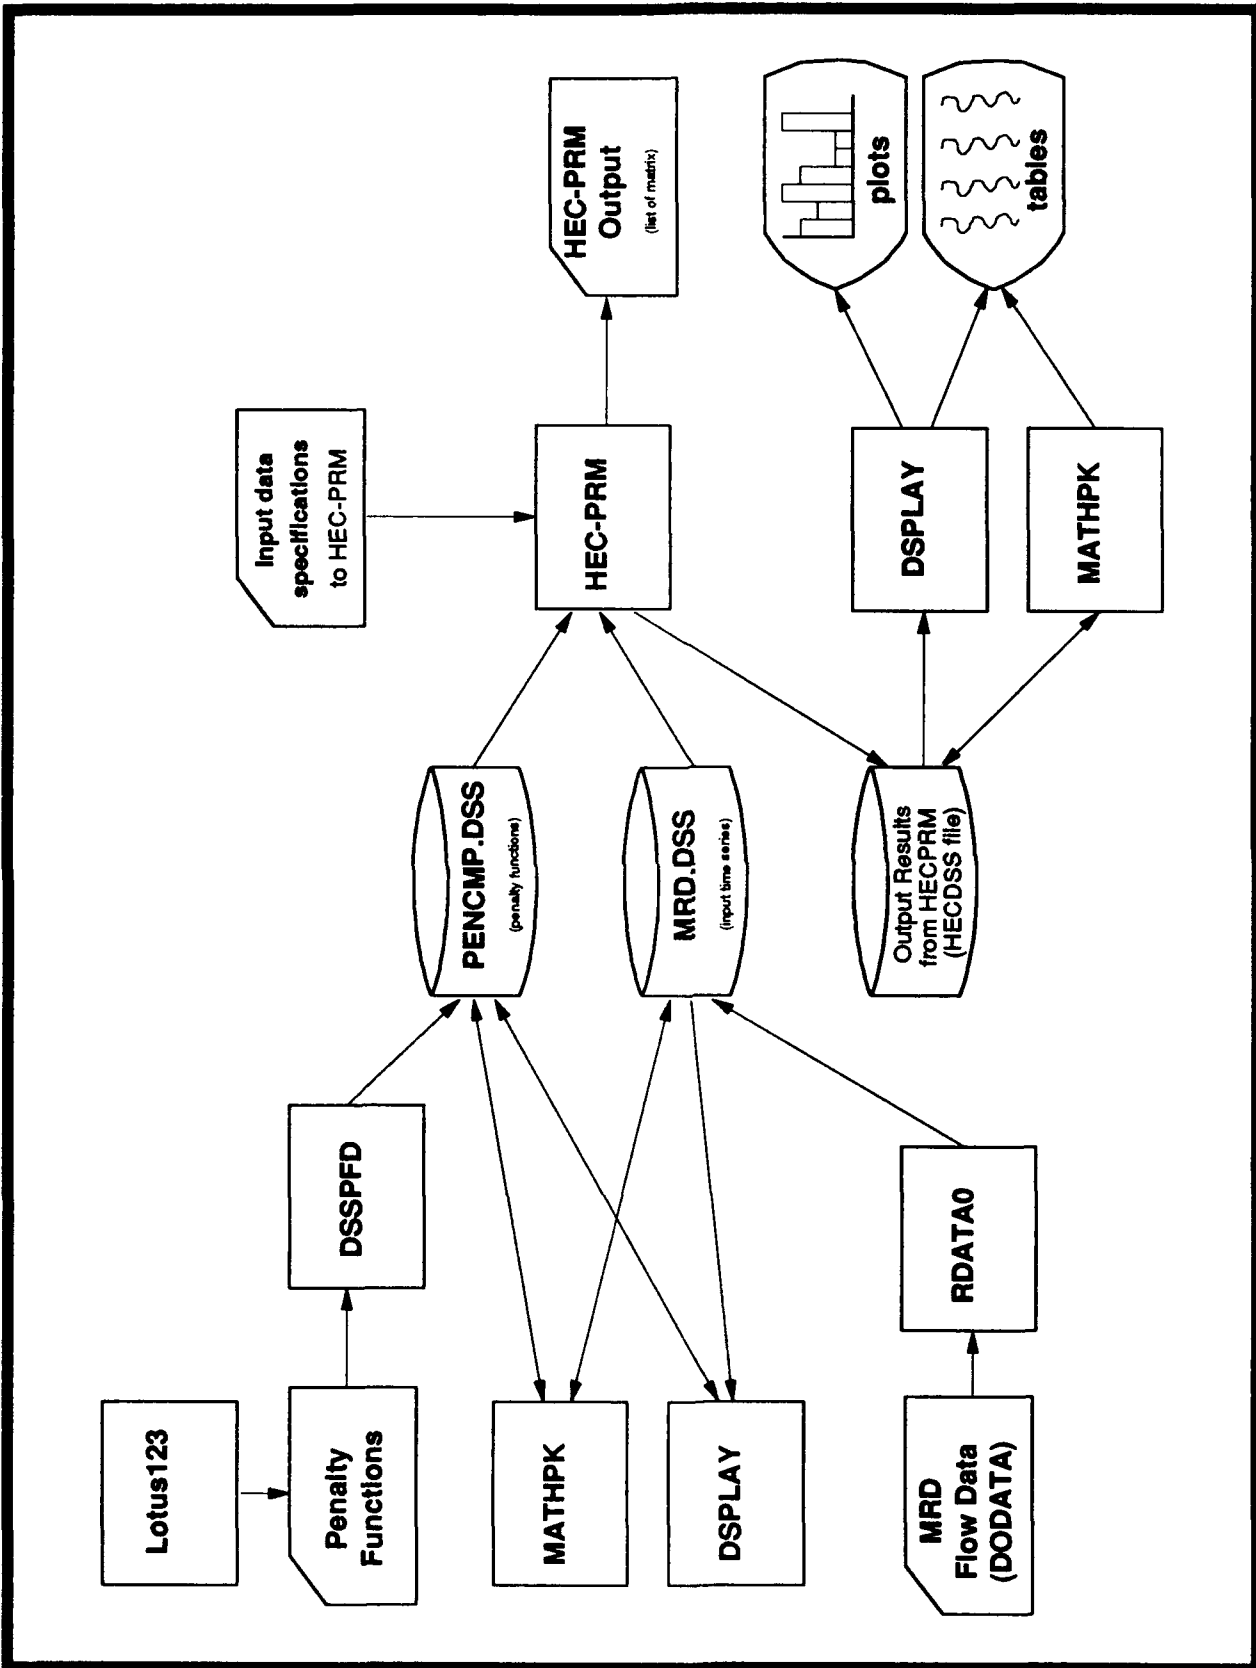 Lotus123
Penalty
Functions
DSSPFD
MATHPK
DSPLAY
MRD
Flow Data
(DODATA)
RDATA0
PENCMP.DSS
(penalty functions)
MRD.DSS
(input time series)
Output Results
from HECPRM
(HECDSS file)
Input data
specifications
to HEC-PRM
HEC-PRM
HEC-PRM
Output
(list of matrix)
DSPLAY
MATHPK
plots
tables